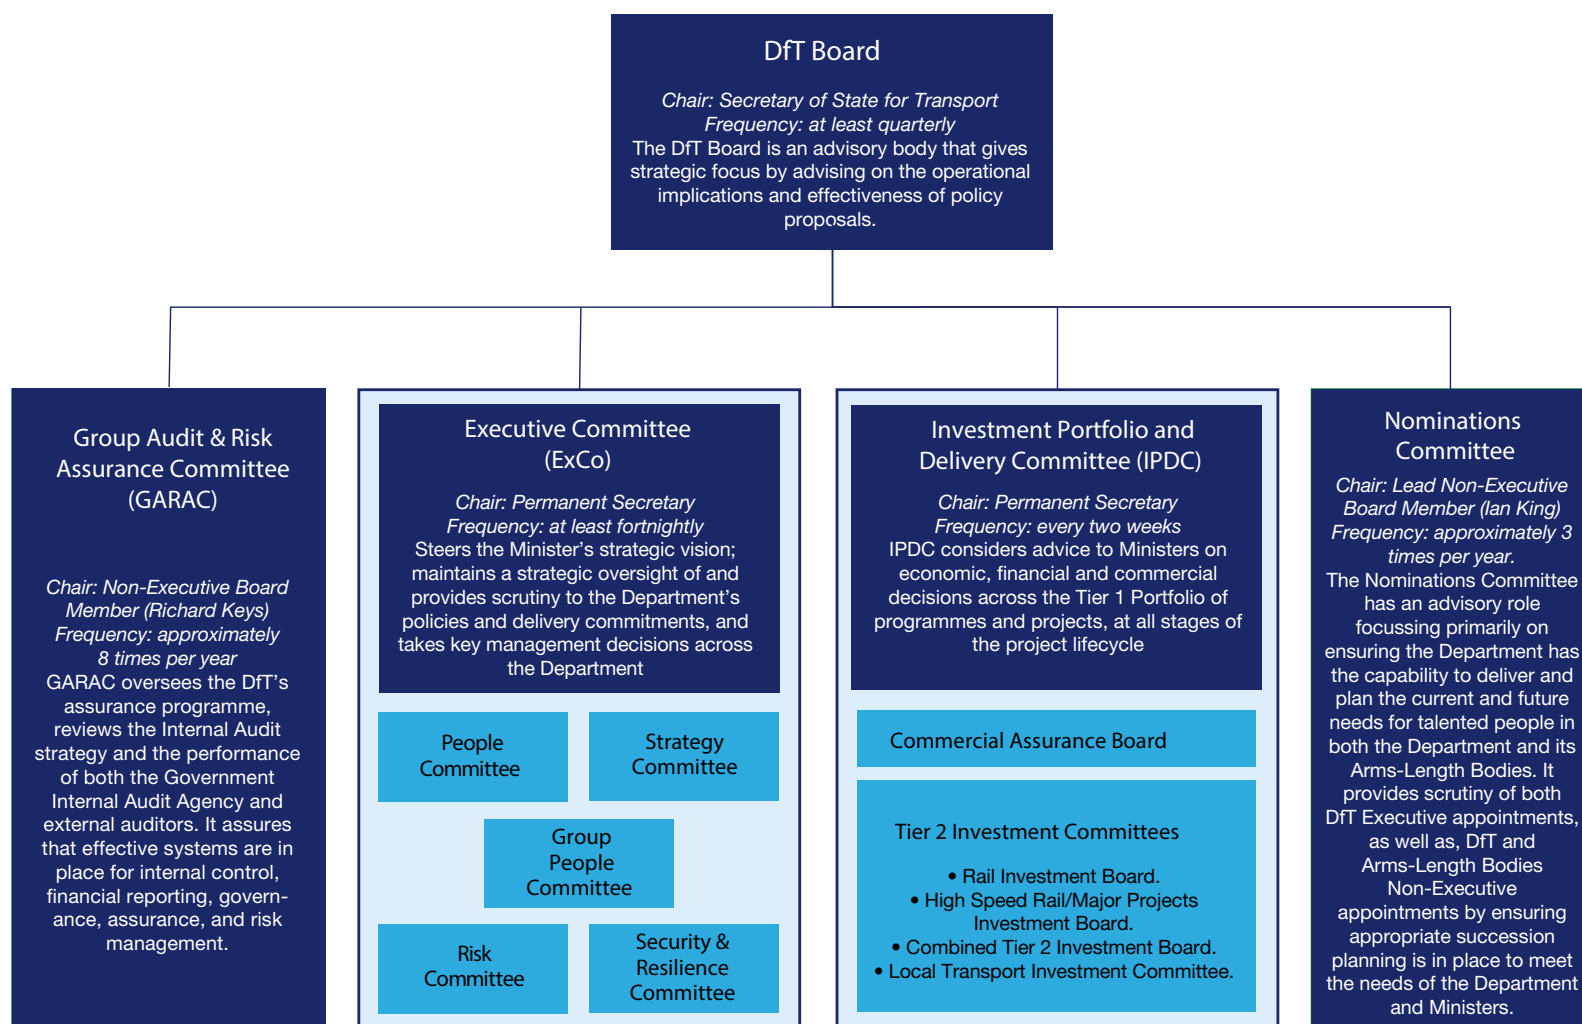 DfT Board
Chair: Secretary of State for Transport
Frequency: at least quarterly
The DfT Board is an advisory body that gives
strategic focus by advising on the operational
implications and effectiveness of policy
proposals.
Group Audit & Risk
Assurance Committee
(GARAC)
Chair: Non-Executive Board
Member (Richard Keys)
Frequency: approximately
8 times per year
GARAC oversees the DfT's
assurance programme,
reviews the Internal Audit
strategy and the performance
of both the Government
Internal Audit Agency and
external auditors. It assures
that effective systems are in
place for internal control,
financial reporting, govern-
ance, assurance, and risk
management.
Executive Committee
(ExCo)
Chair: Permanent Secretary
Frequency: at least fortnightly
Steers the Minister's strategic vision;
maintains a strategic oversight of and
provides scrutiny to the Department's
policies and delivery commitments, and
takes key management decisions across
the Department
People
Committee
Strategy
Committee
Group
People
Committee
Risk
Committee
Security &
Resilience
Committee
Investment Portfolio and
Delivery Committee (IPDC)
Chair: Permanent Secretary
Frequency: every two weeks
IPDC considers advice to Ministers on
economic, financial and commercial
decisions across the Tier 1 Portfolio of
programmes and projects, at all stages of
the project lifecycle
Commercial Assurance Board
Tier 2 Investment Committees
• Rail Investment Board.
• High Speed Rail/Major Projects
Investment Board.
• Combined Tier 2 Investment Board.
• Local Transport Investment Committee.
Nominations
Committee
Chair: Lead Non-Executive
Board Member (Ian King)
Frequency: approximately 3
times per year.
The Nominations Committee
has an advisory role
focussing primarily on
ensuring the Department has
the capability to deliver and
plan the current and future
needs for talented people in
both the Department and its
Arms-Length Bodies. It
provides scrutiny of both
DfT Executive appointments,
as well as, DfT and
Arms-Length Bodies
Non-Executive
appointments by ensuring
appropriate succession
planning is in place to meet
the needs of the Department
and Ministers.